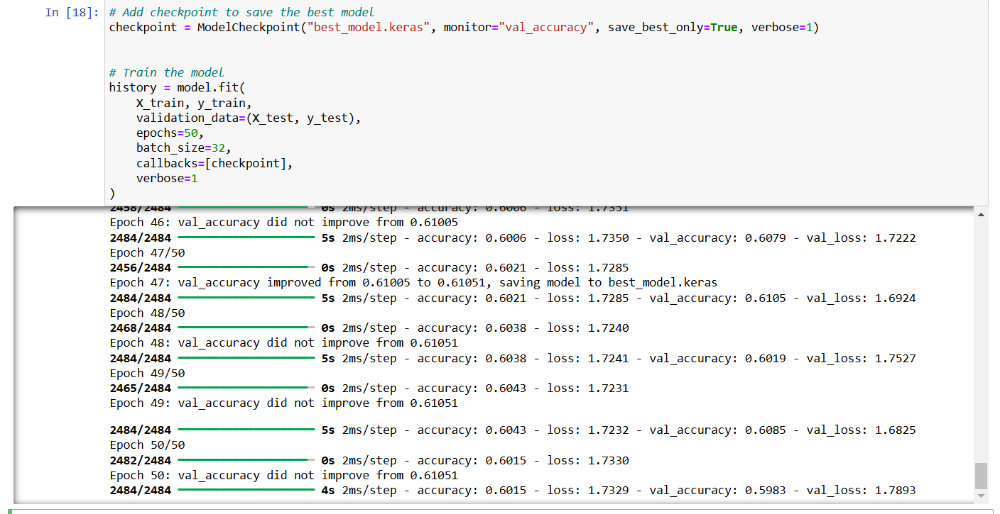 In [18]:
# Add checkpoint to save the best model
checkpoint = ModelCheckpoint("best_model.keras", monitor="val_accuracy", save_best_only=True, verbose=1)
# Train the model
history = model.fit(
    X_train, y_train,
    validation_data=(X_test, y_test),
    epochs=50,
    batch_size=32,
    callbacks=[checkpoint],
    verbose=1
)
2458/2484 ━━━━━━━━━━━━━━━━━━━━ 0s 2ms/step - accuracy: 0.6006 - loss: 1.7351
Epoch 46: val_accuracy did not improve from 0.61005
2484/2484 ━━━━━━━━━━━━━━━━━━━━ 5s 2ms/step - accuracy: 0.6006 - loss: 1.7350 - val_accuracy: 0.6079 - val_loss: 1.7222
Epoch 47/50
2456/2484 ━━━━━━━━━━━━━━━━━━━━ 0s 2ms/step - accuracy: 0.6021 - loss: 1.7285
Epoch 47: val_accuracy improved from 0.61005 to 0.61051, saving model to best_model.keras
2484/2484 ━━━━━━━━━━━━━━━━━━━━ 5s 2ms/step - accuracy: 0.6021 - loss: 1.7285 - val_accuracy: 0.6105 - val_loss: 1.6924
Epoch 48/50
2468/2484 ━━━━━━━━━━━━━━━━━━━━ 0s 2ms/step - accuracy: 0.6038 - loss: 1.7240
Epoch 48: val_accuracy did not improve from 0.61051
2484/2484 ━━━━━━━━━━━━━━━━━━━━ 5s 2ms/step - accuracy: 0.6038 - loss: 1.7241 - val_accuracy: 0.6019 - val_loss: 1.7527
Epoch 49/50
2465/2484 ━━━━━━━━━━━━━━━━━━━━ 0s 2ms/step - accuracy: 0.6043 - loss: 1.7231
Epoch 49: val_accuracy did not improve from 0.61051
2484/2484 ━━━━━━━━━━━━━━━━━━━━ 5s 2ms/step - accuracy: 0.6043 - loss: 1.7232 - val_accuracy: 0.6085 - val_loss: 1.6825
Epoch 50/50
2482/2484 ━━━━━━━━━━━━━━━━━━━━ 0s 2ms/step - accuracy: 0.6015 - loss: 1.7330
Epoch 50: val_accuracy did not improve from 0.61051
2484/2484 ━━━━━━━━━━━━━━━━━━━━ 4s 2ms/step - accuracy: 0.6015 - loss: 1.7329 - val_accuracy: 0.5983 - val_loss: 1.7893